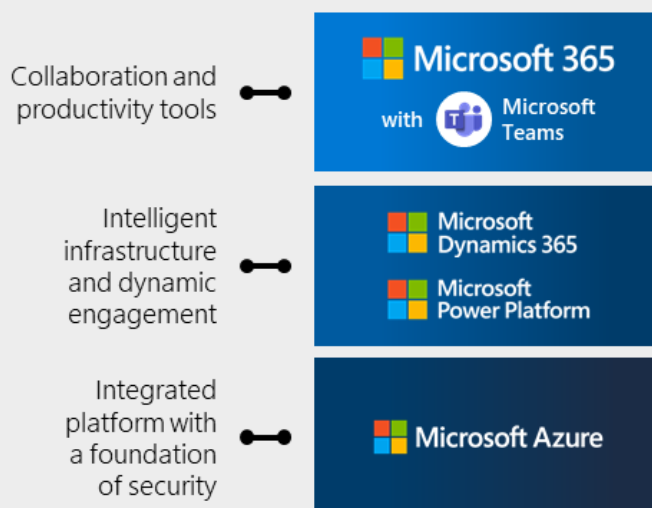 Collaboration and
productivity tools
Microsoft 365
with Microsoft
Teams
Intelligent
infrastructure
and dynamic
engagement
Microsoft
Dynamics 365
Microsoft
Power Platform
Integrated
platform with
a foundation
of security
Microsoft Azure